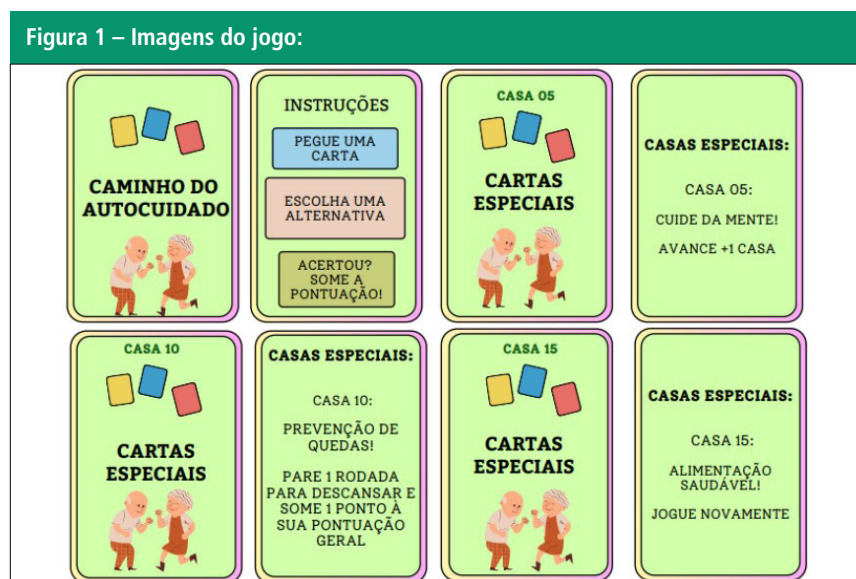 Figura 1 – Imagens do jogo:
CAMINHO DO
AUTOCUIDADO
INSTRUÇÕES
PEGUE UMA
CARTA
ESCOLHA UMA
ALTERNATIVA
ACERTOU?
SOME A
PONTUAÇÃO!
CASA 05
CARTAS
ESPECIAIS
CASAS ESPECIAIS:
CASA 05:
CUIDE DA MENTE!
AVANCE +1 CASA
CASA 10
CARTAS
ESPECIAIS
CASAS ESPECIAIS:
CASA 10:
PREVENÇÃO DE
QUEDAS!
PARE 1 RODADA
PARA DESCANSAR E
SOME 1 PONTO À
SUA PONTUAÇÃO
GERAL
CASA 15
CARTAS
ESPECIAIS
CASAS ESPECIAIS:
CASA 15:
ALIMENTAÇÃO
SAUDÁVEL!
JOGUE NOVAMENTE